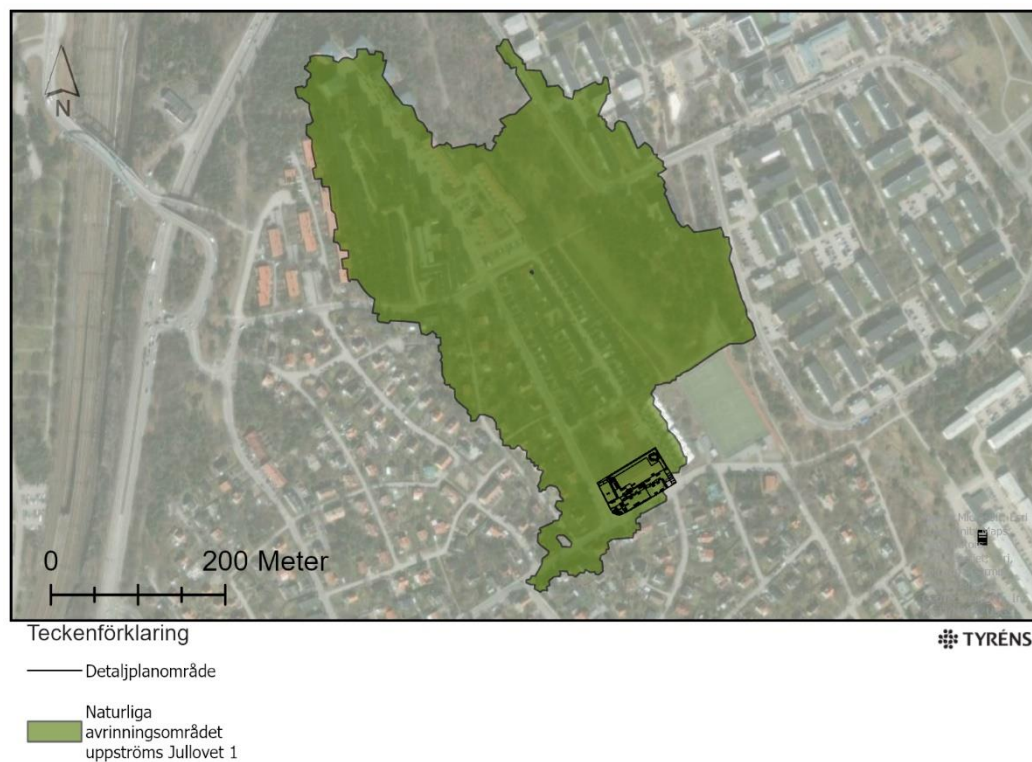 N
0 200 Meter
Teckenförklaring
TYRÉNS
Detaljplanområde
Naturliga
avrinningsområdet
uppströms Jullovet 1